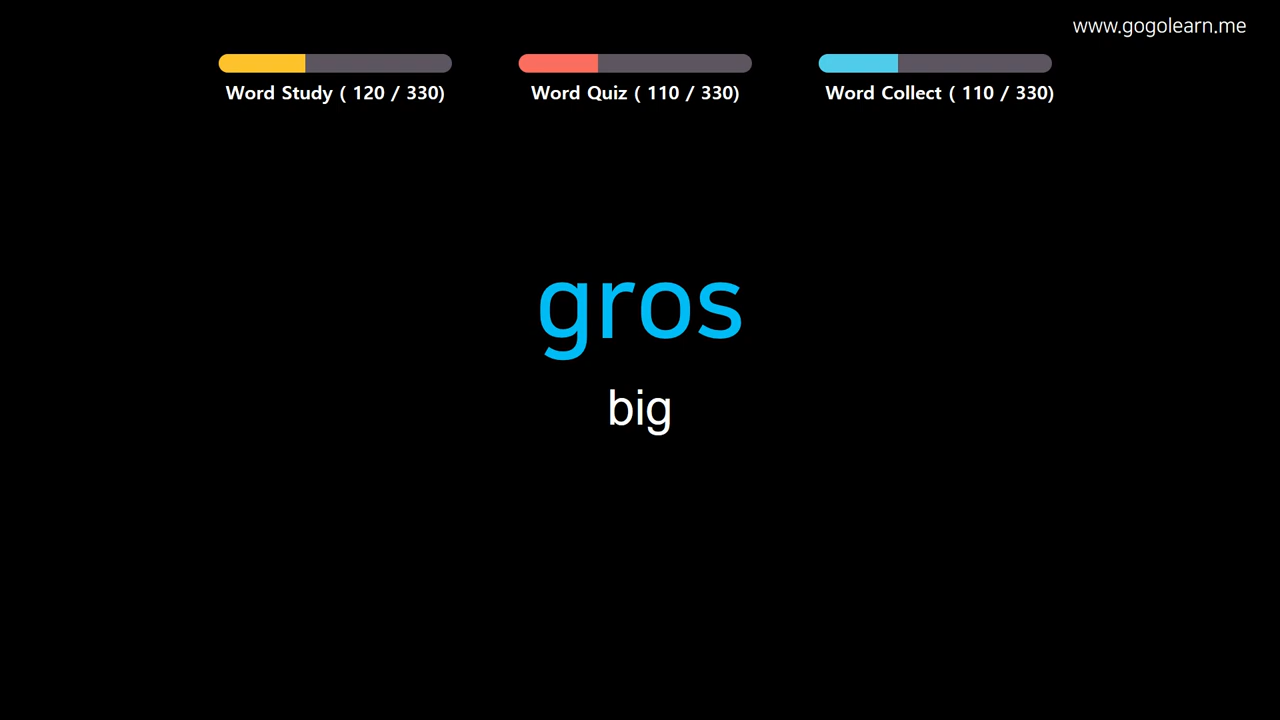 www.gogolearn.me
Word Study ( 120 / 330)
Word Quiz ( 110 / 330)
Word Collect ( 110 / 330)
gros
big